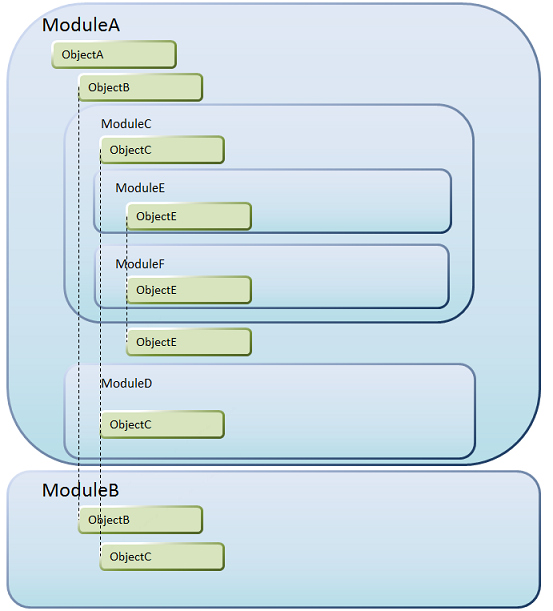 ModuleA
ObjectA
ObjectB
ModuleC
ObjectC
ModuleE
ObjectE
ModuleF
ObjectE
ObjectE
ModuleD
ObjectC
ModuleB
ObjectB
ObjectC